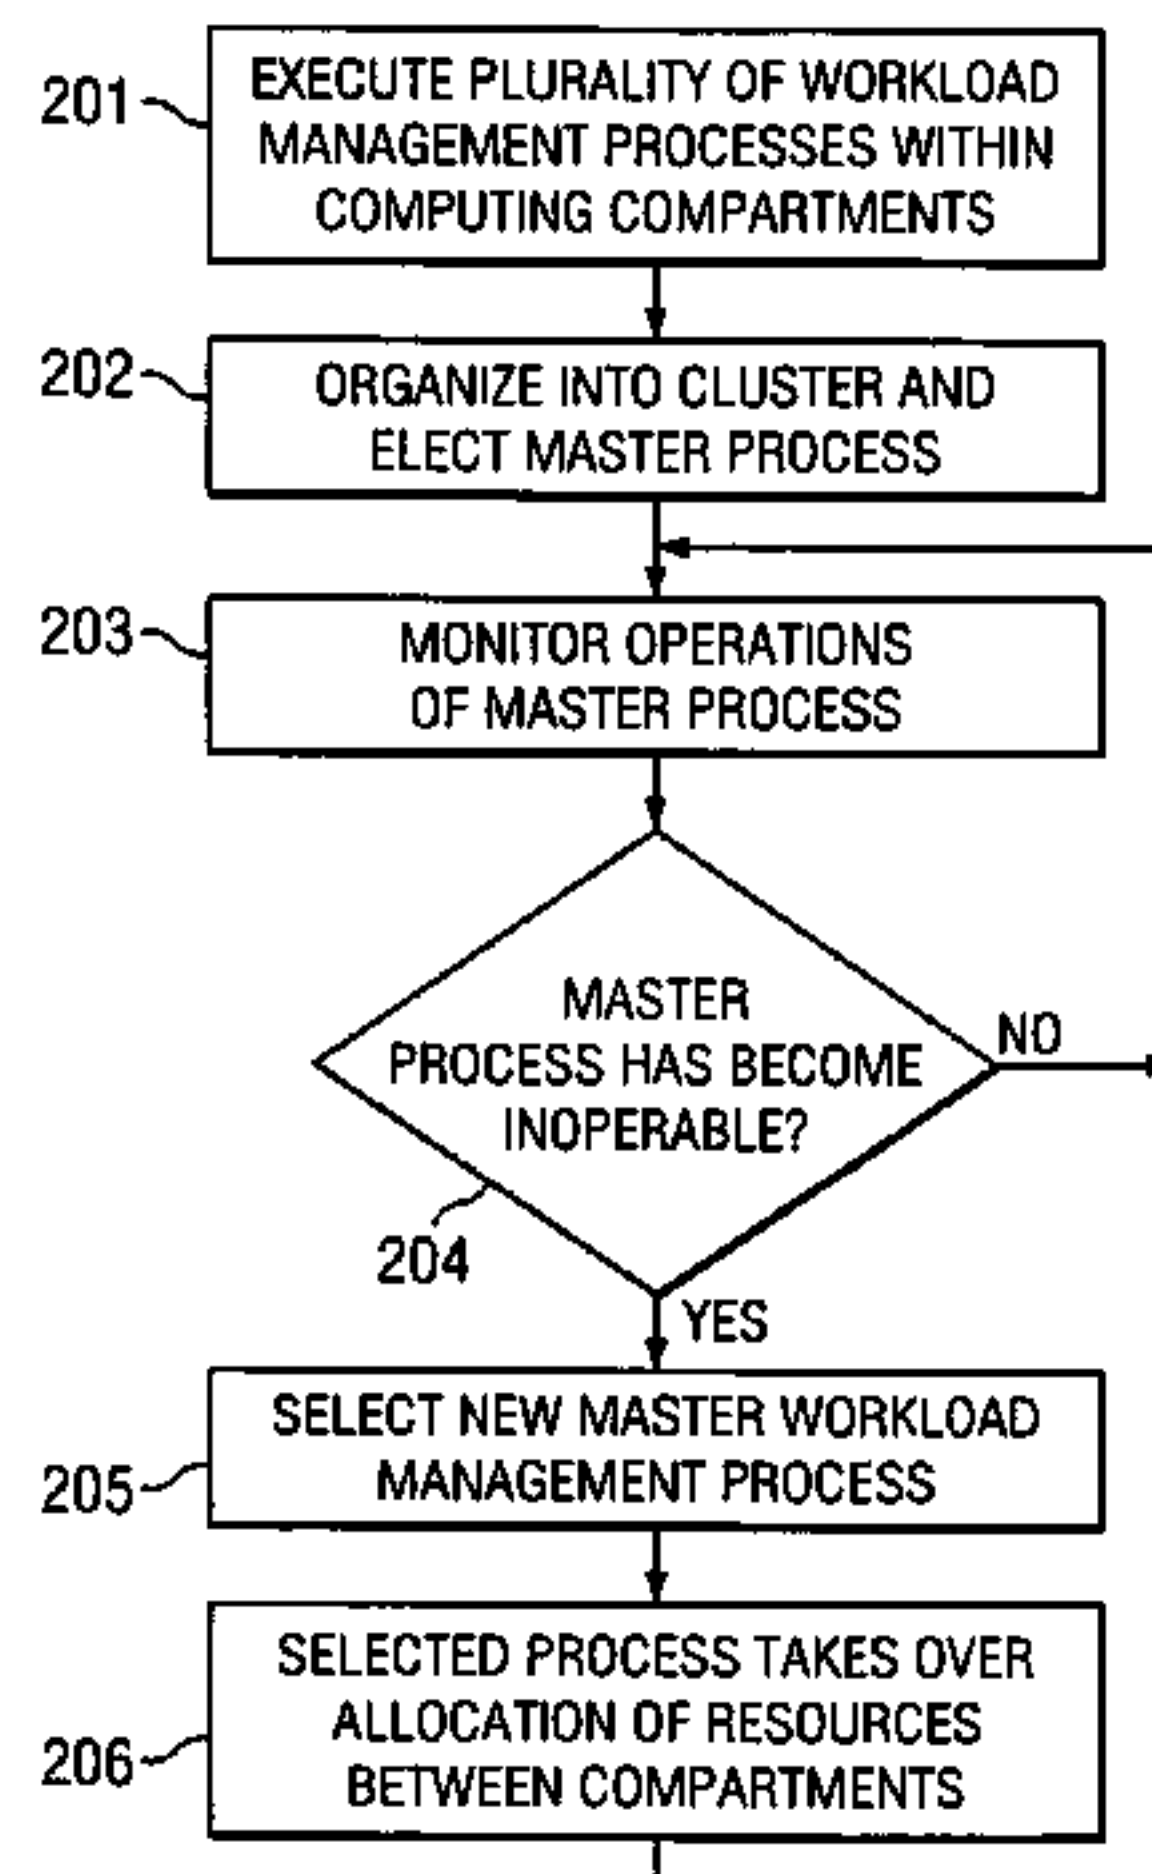 201
EXECUTE PLURALITY OF WORKLOAD
MANAGEMENT PROCESSES WITHIN
COMPUTING COMPARTMENTS
202
ORGANIZE INTO CLUSTER AND
ELECT MASTER PROCESS
203
MONITOR OPERATIONS
OF MASTER PROCESS
MASTER
PROCESS HAS BECOME
INOPERABLE?
NO
204
YES
205
SELECT NEW MASTER WORKLOAD
MANAGEMENT PROCESS
206
SELECTED PROCESS TAKES OVER
ALLOCATION OF RESOURCES
BETWEEN COMPARTMENTS